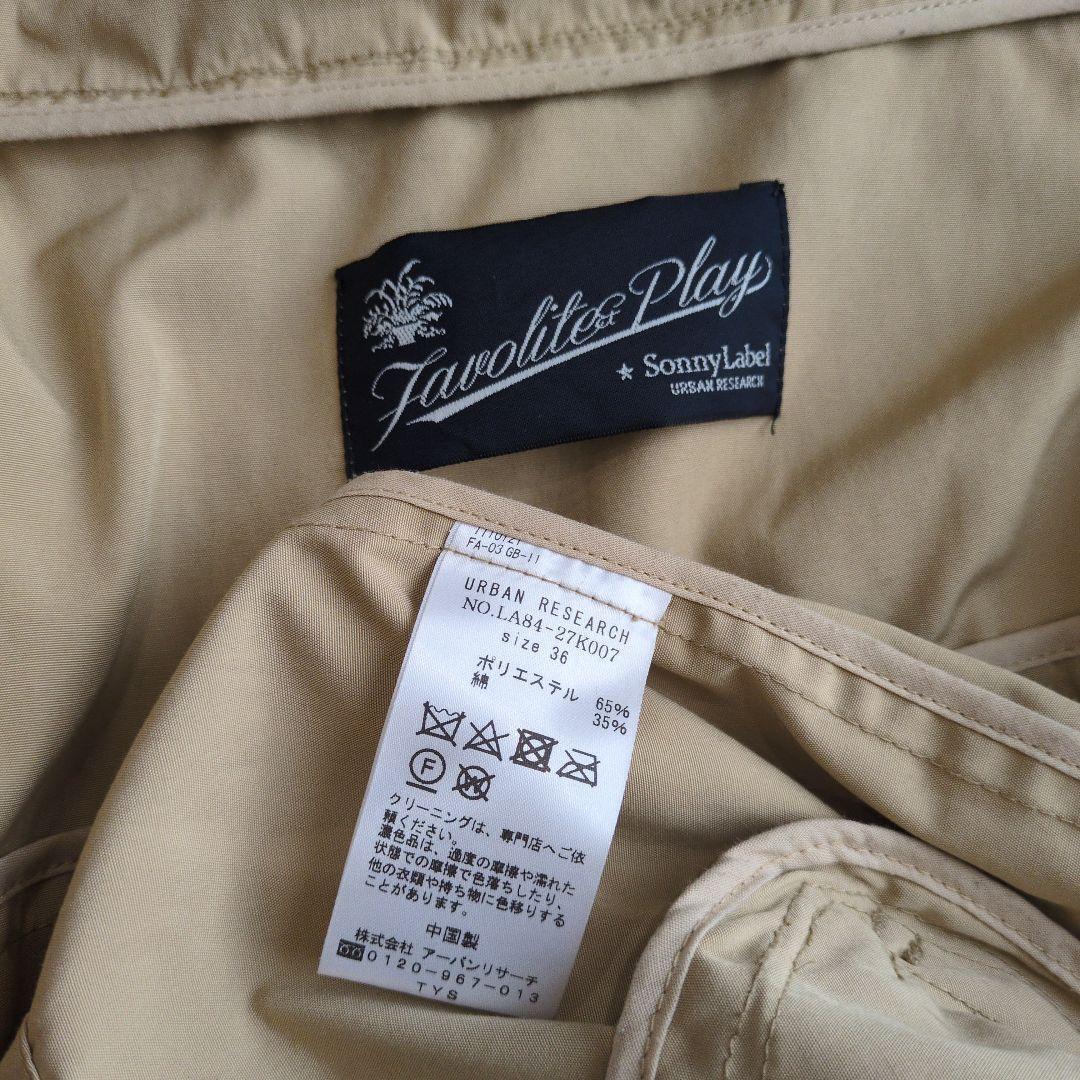 Favolite et Play
★ SonnyLabel
URBAN RESEARCH
FA-03 GB-11
URBAN RESEARCH
NO.LA84-27K007
size 36
ポリエステル 65%
綿 35%
F
W
クリーニングは、専門店へご依
頼ください。
濃色品は、過度の摩擦や濡れた
状態での摩擦で色落ちしたり、
他の衣類や持ち物に色移りする
ことがあります。
中国製
株式会社 アーバンリサーチ
0120-967-013
TYS